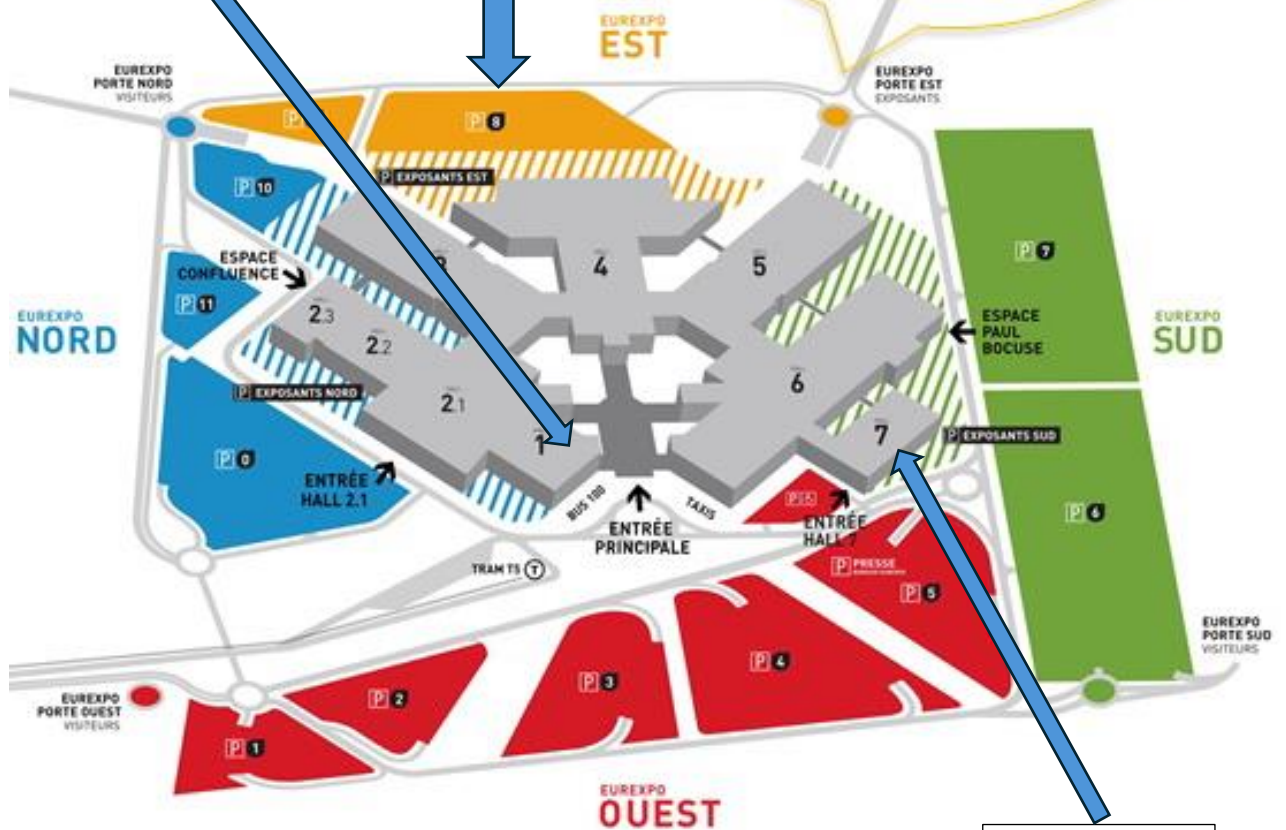 EUREXPO
EST
EUREXPO
PORTE NORD
VISITEURS
EUREXPO
PORTE EST
EXPOSANTS
P
P 8
P EXPOSANTS EST
P 10
P 7
ESPACE
CONFLUENCE
4
5
P 11
2.3
2.2
EUREXPO
NORD
ESPACE
PAUL
BOCUSE
EUREXPO
SUD
P EXPOSANTS NORD
6
2.1
1
7
P EXPOSANTS SUD
P 0
ENTRÉE
HALL 2.1
BUS 100
TAXIS
P
ENTRÉE
PRINCIPALE
ENTRÉE
HALL 7
P 6
TRAM T5 T
P PRESSE
P 5
EUREXPO
PORTE SUD
VISITEURS
P 4
P 3
P 2
EUREXPO
PORTE OUEST
VISITEURS
P 1
EUREXPO
OUEST